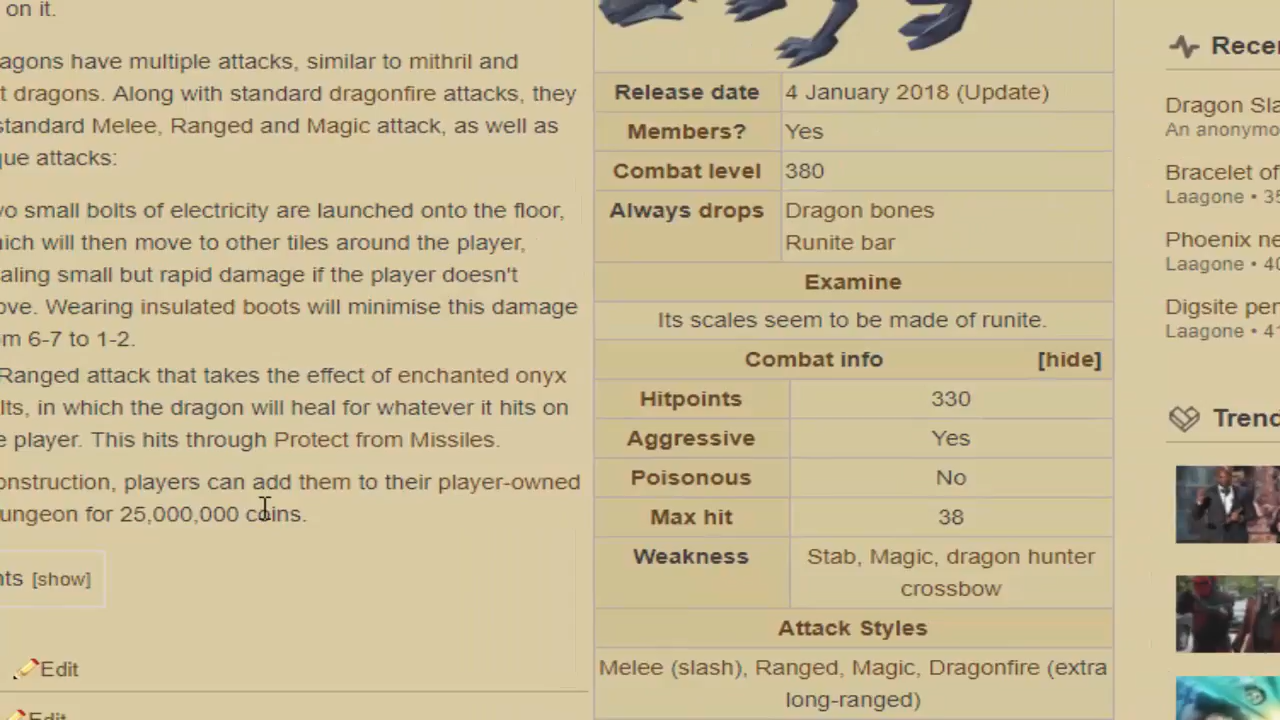 on it.
agons have multiple attacks, similar to mithril and
t dragons. Along with standard dragonfire attacks, they
standard Melee, Ranged and Magic attack, as well as
que attacks:
vo small bolts of electricity are launched onto the floor,
hich will then move to other tiles around the player,
aling small but rapid damage if the player doesn't
ove. Wearing insulated boots will minimise this damage
om 6-7 to 1-2.
Ranged attack that takes the effect of enchanted onyx
lts, in which the dragon will heal for whatever it hits on
e player. This hits through Protect from Missiles.
onstruction, players can add them to their player-owned
ungeon for 25,000,000 coins.
nts [show]
Edit
Edit
Release date 4 January 2018 (Update)
Members? Yes
Combat level 380
Always drops Dragon bones
Runite bar
Examine
Its scales seem to be made of runite.
Combat info [hide]
Hitpoints 330
Aggressive Yes
Poisonous No
Max hit 38
Weakness Stab, Magic, dragon hunter
crossbow
Attack Styles
Melee (slash), Ranged, Magic, Dragonfire (extra
long-ranged)
Recen
Dragon Sla
An anonymo
Bracelet of
Laagone • 35
Phoenix ne
Laagone • 40
Digsite pen
Laagone • 41
Trend